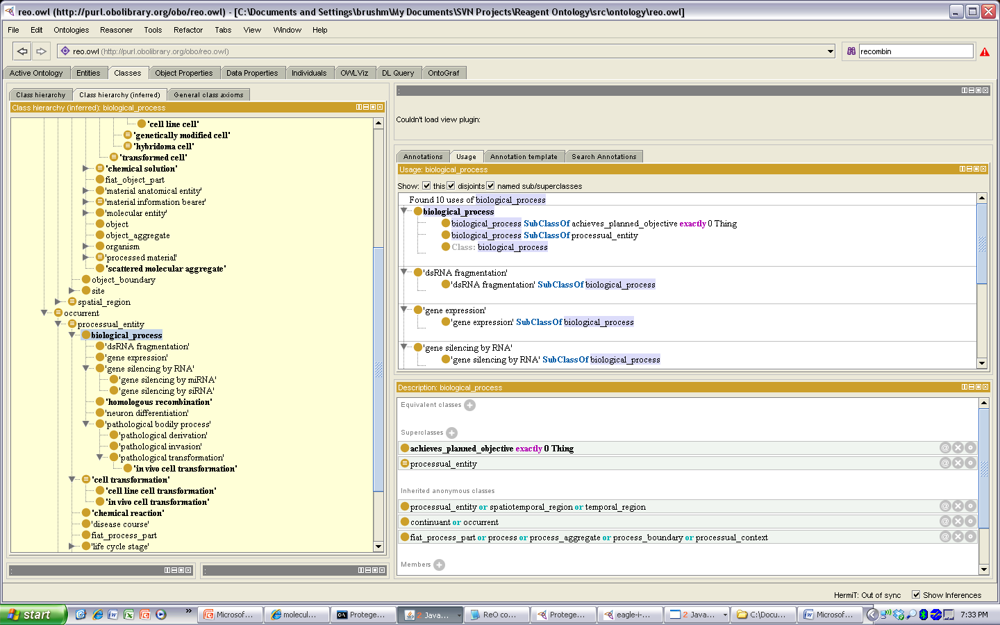 reo.owl (http://purl.obolibrary.org/obo/reo.owl) - [C:\Documents and Settings\brushm\My Documents\SVN Projects\Reagent Ontology\src\ontology\reo.owl]
File Edit Ontologies Reasoner Tools Refactor Tabs View Window Help
reo.owl (http://purl.obolibrary.org/obo/reo.owl)
recombin
Active Ontology Entities Classes Object Properties Data Properties Individuals OWLViz DL Query OntoGraf
Class hierarchy Class hierarchy (inferred) General class axioms
Class hierarchy (inferred): biological_process
'cell line cell'
'genetically modified cell'
'hybridoma cell'
'transformed cell'
'chemical solution'
fiat_object_part
'material anatomical entity'
'material information bearer'
'molecular entity'
object
object_aggregate
organism
'processed material'
'scattered molecular aggregate'
object_boundary
site
spatial_region
occurrent
processual_entity
biological_process
'dsRNA fragmentation'
'gene expression'
'gene silencing by RNA'
'gene silencing by miRNA'
'gene silencing by siRNA'
'homologous recombination'
'neuron differentiation'
'pathological bodily process'
'pathological derivation'
'pathological invasion'
'pathological transformation'
'in vivo cell transformation'
'cell transformation'
'cell line cell transformation'
'in vivo cell transformation'
'chemical reaction'
'disease course'
fiat_process_part
'life cycle stage'
:
:
:
Couldn't load view plugin:
Annotations Usage Annotation template Search Annotations
Usage: biological_process
Show: this disjoints named sub/superclasses
Found 10 uses of biological_process
biological_process
biological_process SubClassOf achieves_planned_objective exactly 0 Thing
biological_process SubClassOf processual_entity
Class: biological_process
'dsRNA fragmentation'
'dsRNA fragmentation' SubClassOf biological_process
'gene expression'
'gene expression' SubClassOf biological_process
'gene silencing by RNA'
'gene silencing by RNA' SubClassOf biological_process
Description: biological_process
Equivalent classes
Superclasses
achieves_planned_objective exactly 0 Thing
processual_entity
Inherited anonymous classes
processual_entity or spatiotemporal_region or temporal_region
continuant or occurrent
fiat_process_part or process or process_aggregate or process_boundary or processual_context
Members
HermiT: Out of sync Show Inferences
start » Microsof... molecul... Protege... 2 Java... ReO co... Protege... eagle-i-... 2 Java... C:\Docu... Microsof... 7:33 PM